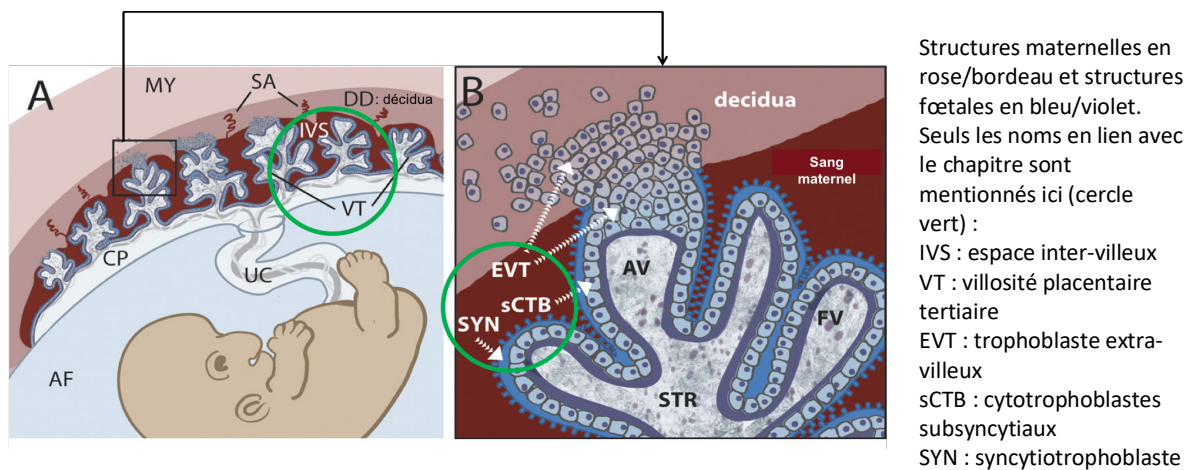 A
MY
SA
DD: décidua
IVS
VT
CP
UC
AF
B
decidua
Sang
maternel
EVT
AV
sCTB
FV
SYN
STR
Structures maternelles en
rose/bordeau et structures
fœtales en bleu/violet.
Seuls les noms en lien avec
le chapitre sont
mentionnés ici (cercle
vert) :
IVS : espace inter-villeux
VT : villosité placentaire
tertiaire
EVT : trophoblaste extra-
villeux
sCTB : cytotrophoblastes
subsyncytiaux
SYN : syncytiotrophoblaste